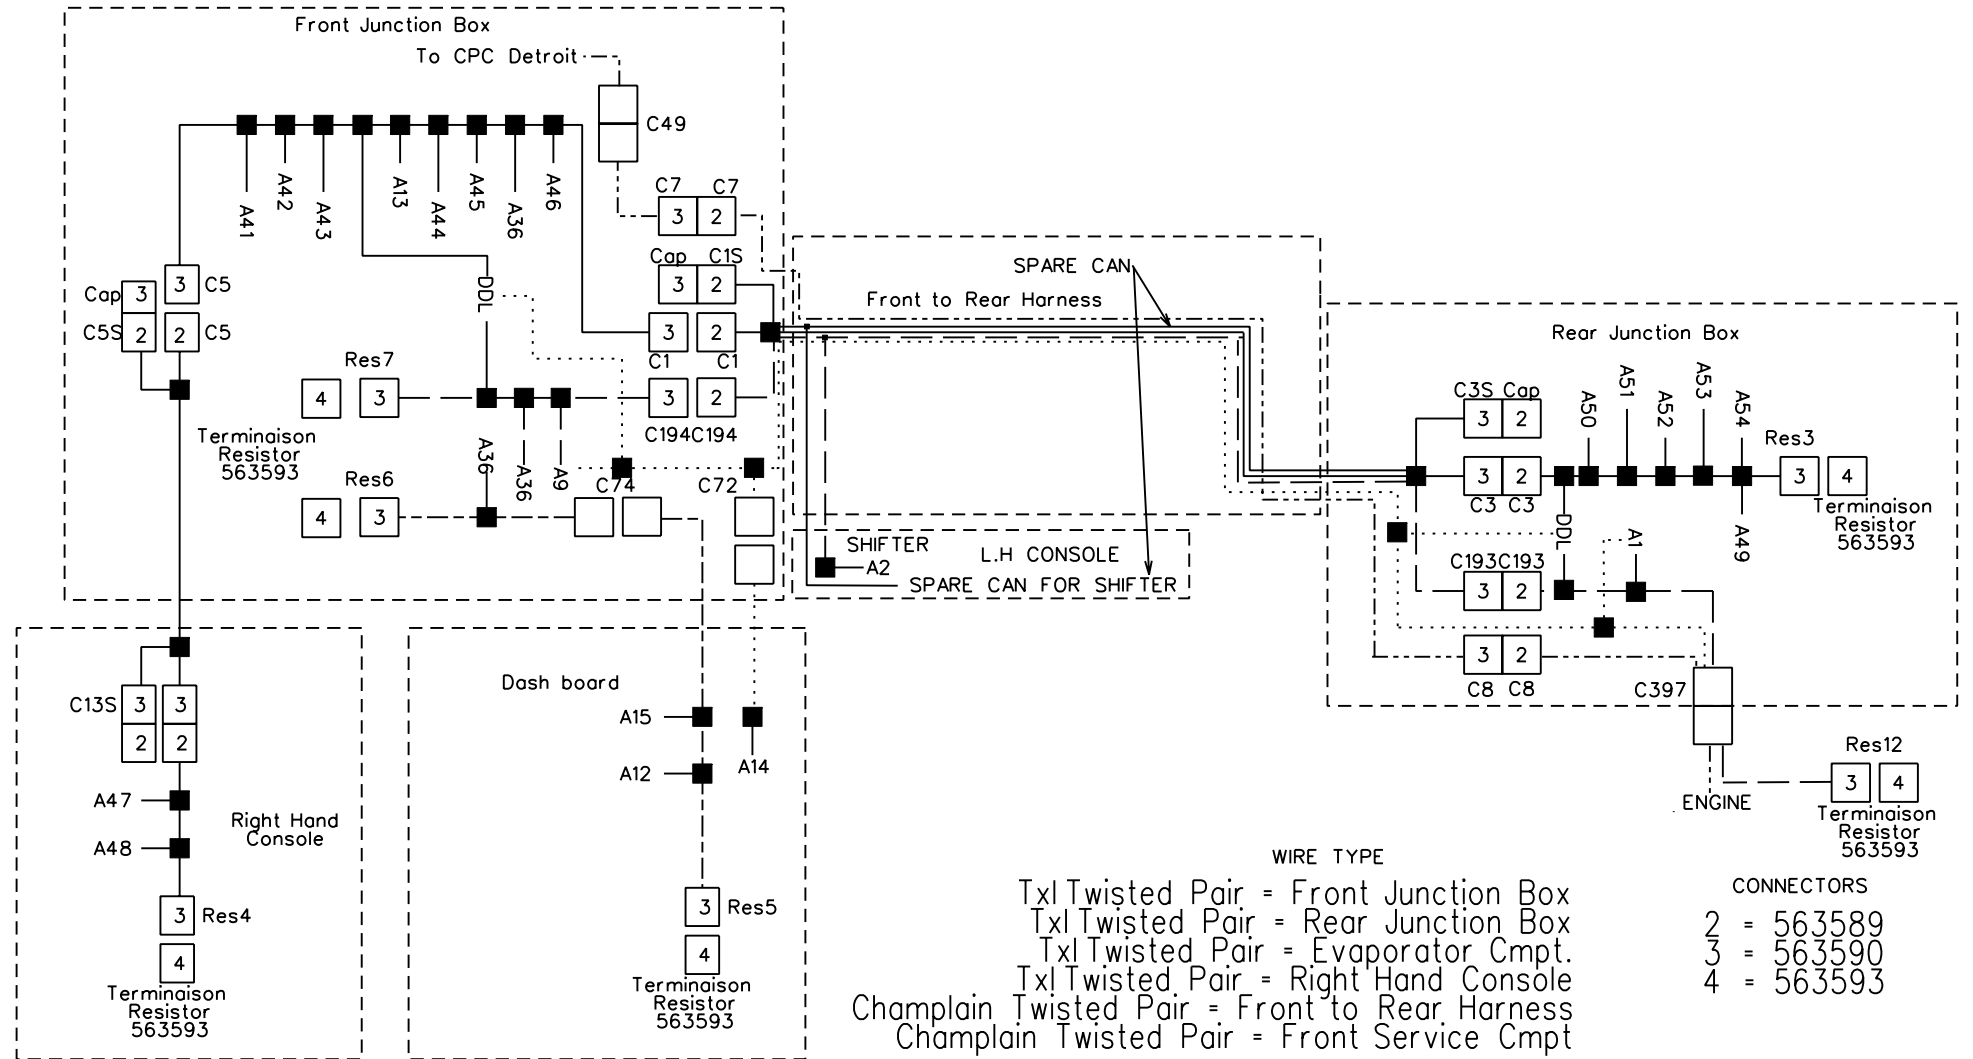 Front Junction Box
To CPC Detroit
C49
A41
A42
A43
A13
A44
A45
A36
A46
C7 C7
3 2
Cap C1S
3 2
3 C5
Cap 3
C5S 2
2 C5
DDL
3 2
C1 C1
Res7
4 3
3 2
C194 C194
Terminaison
Resistor
563593
A36
A36
A9
Res6
4 3
C74
C72
SPARE CAN
Front to Rear Harness
SHIFTER
A2
L.H CONSOLE
SPARE CAN FOR SHIFTER
Rear Junction Box
C3S Cap
3 2
A50
A51
A52
A53
A54
Res3
3 2
C3 C3
3 4
Terminaison
Resistor
563593
DDL
A1
A49
C193 C193
3 2
3 2
C8 C8
C397
ENGINE
Res12
3 4
Terminaison
Resistor
563593
C13S 3 3
2 2
A47
A48
Right Hand
Console
3 Res4
4
Terminaison
Resistor
563593
Dash board
A15
A12
A14
3 Res5
4
Terminaison
Resistor
563593
WIRE TYPE
Txl Twisted Pair = Front Junction Box
Txl Twisted Pair = Rear Junction Box
Txl Twisted Pair = Evaporator Cmpt.
Txl Twisted Pair = Right Hand Console
Champlain Twisted Pair = Front to Rear Harness
Champlain Twisted Pair = Front Service Cmpt
CONNECTORS
2 = 563589
3 = 563590
4 = 563593